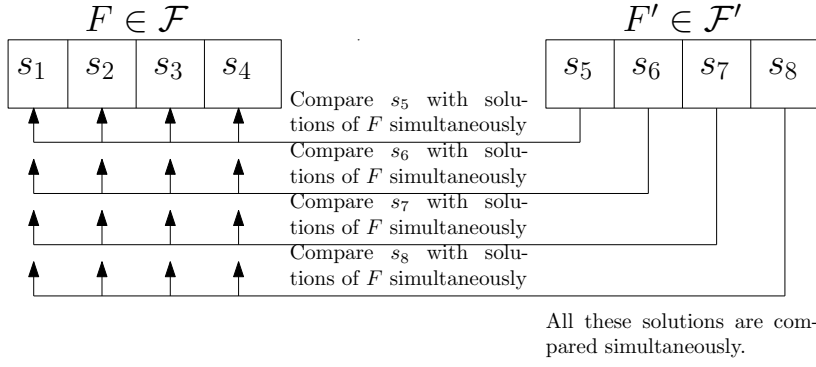 F ∈ 𝓕
F′ ∈ 𝓕′
s₁ s₂ s₃ s₄
s₅ s₆ s₇ s₈
Compare s₅ with solu-
tions of F simultaneously
Compare s₆ with solu-
tions of F simultaneously
Compare s₇ with solu-
tions of F simultaneously
Compare s₈ with solu-
tions of F simultaneously
All these solutions are com-
pared simultaneously.